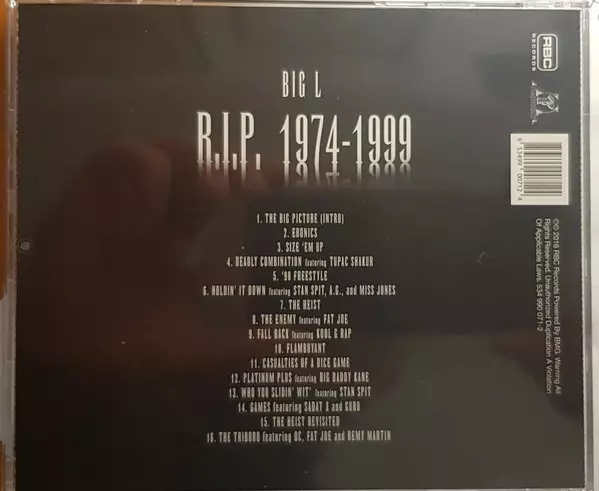 BIG L
R.I.P. 1974-1999
1. THE BIG PICTURE (INTRO)
2. EBONICS
3. SIZE 'EM UP
4. DEADLY COMBINATION featuring TUPAC SHAKUR
5. '98 FREESTYLE
6. HOLDIN' IT DOWN featuring STAN SPIT, A.G., and MISS JONES
7. THE HEIST
8. THE ENEMY featuring FAT JOE
9. FALL BACK featuring KOOL G RAP
10. FLAMBOYANT
11. CASUALTIES OF A DICE GAME
12. PLATINUM PLUS featuring BIG DADDY KANE
13. WHO YOU SLIDIN' WIT' featuring STAN SPIT
14. GAMES featuring SADAT X and GURU
15. THE HEIST REVISITED
16. THE TRIBORO featuring OC, FAT JOE and REMY MARTIN
RBC
RECORDS
8 53499 00712 4
℗© 2016 RBC Records Powered By BMG. Warning All
Rights Reserved. Unauthorized Duplication A Violation
Of Applicable Laws. 534 990 071-2